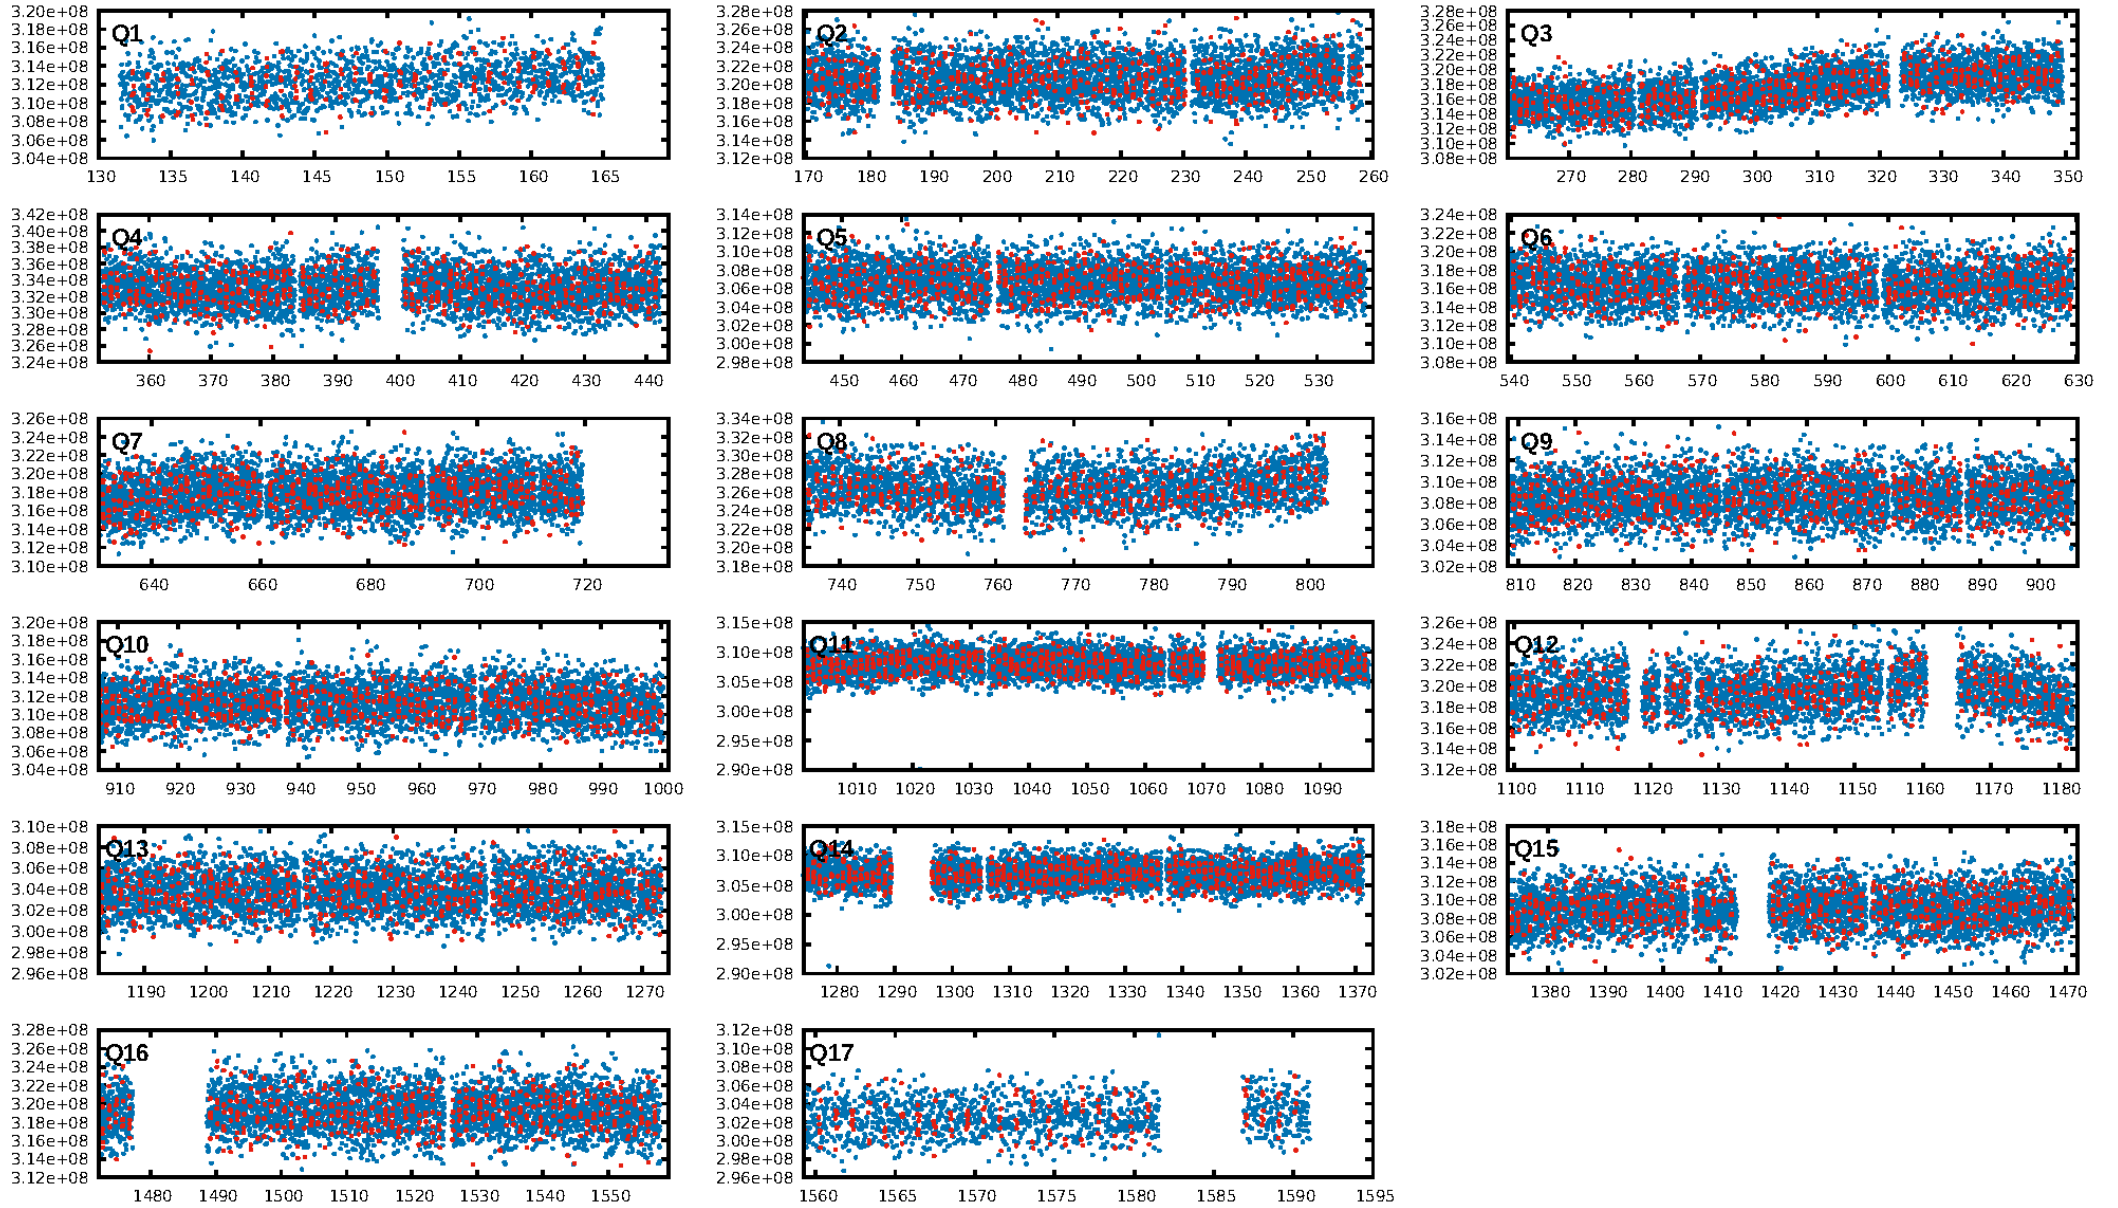 3.20e+08 3.18e+08 3.16e+08 3.14e+08 3.12e+08 3.10e+08 3.08e+08 3.06e+08 3.04e+08
Q1
130 135 140 145 150 155 160 165
3.28e+08 3.26e+08 3.24e+08 3.22e+08 3.20e+08 3.18e+08 3.16e+08 3.14e+08 3.12e+08
Q2
170 180 190 200 210 220 230 240 250 260
3.28e+08 3.26e+08 3.24e+08 3.22e+08 3.20e+08 3.18e+08 3.16e+08 3.14e+08 3.12e+08 3.10e+08 3.08e+08
Q3
270 280 290 300 310 320 330 340 350
3.42e+08 3.40e+08 3.38e+08 3.36e+08 3.34e+08 3.32e+08 3.30e+08 3.28e+08 3.26e+08 3.24e+08
Q4
360 370 380 390 400 410 420 430 440
3.14e+08 3.12e+08 3.10e+08 3.08e+08 3.06e+08 3.04e+08 3.02e+08 3.00e+08 2.98e+08
Q5
450 460 470 480 490 500 510 520 530
3.24e+08 3.22e+08 3.20e+08 3.18e+08 3.16e+08 3.14e+08 3.12e+08 3.10e+08 3.08e+08
Q6
540 550 560 570 580 590 600 610 620 630
3.26e+08 3.24e+08 3.22e+08 3.20e+08 3.18e+08 3.16e+08 3.14e+08 3.12e+08 3.10e+08
Q7
640 660 680 700 720
3.34e+08 3.32e+08 3.30e+08 3.28e+08 3.26e+08 3.24e+08 3.22e+08 3.20e+08 3.18e+08
Q8
740 750 760 770 780 790 800
3.16e+08 3.14e+08 3.12e+08 3.10e+08 3.08e+08 3.06e+08 3.04e+08 3.02e+08
Q9
810 820 830 840 850 860 870 880 890 900
3.20e+08 3.18e+08 3.16e+08 3.14e+08 3.12e+08 3.10e+08 3.08e+08 3.06e+08 3.04e+08
Q10
910 920 930 940 950 960 970 980 990 1000
3.15e+08 3.10e+08 3.05e+08 3.00e+08 2.95e+08 2.90e+08
Q11
1010 1020 1030 1040 1050 1060 1070 1080 1090
3.26e+08 3.24e+08 3.22e+08 3.20e+08 3.18e+08 3.16e+08 3.14e+08 3.12e+08
Q12
1100 1110 1120 1130 1140 1150 1160 1170 1180
3.10e+08 3.08e+08 3.06e+08 3.04e+08 3.02e+08 3.00e+08 2.98e+08 2.96e+08
Q13
1190 1200 1210 1220 1230 1240 1250 1260 1270
3.15e+08 3.10e+08 3.05e+08 3.00e+08 2.95e+08 2.90e+08
Q14
1280 1290 1300 1310 1320 1330 1340 1350 1360 1370
3.18e+08 3.16e+08 3.14e+08 3.12e+08 3.10e+08 3.08e+08 3.06e+08 3.04e+08 3.02e+08
Q15
1380 1390 1400 1410 1420 1430 1440 1450 1460 1470
3.28e+08 3.26e+08 3.24e+08 3.22e+08 3.20e+08 3.18e+08 3.16e+08 3.14e+08 3.12e+08
Q16
1480 1490 1500 1510 1520 1530 1540 1550
3.12e+08 3.10e+08 3.08e+08 3.06e+08 3.04e+08 3.02e+08 3.00e+08 2.98e+08 2.96e+08
Q17
1560 1565 1570 1575 1580 1585 1590 1595